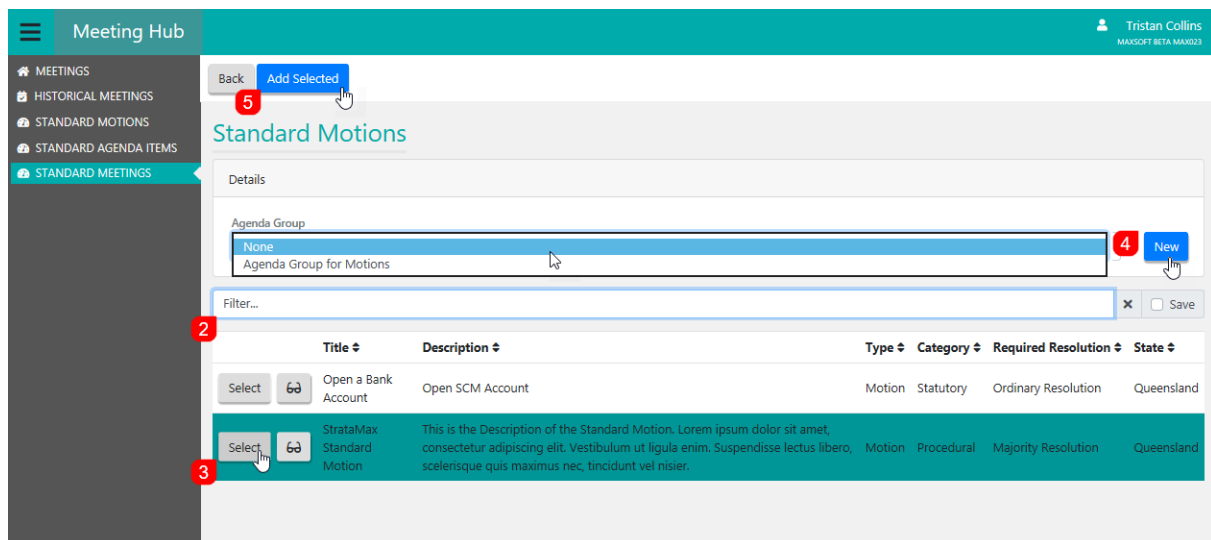 Meeting Hub
Tristan Collins
MAXSOFT BETA MAX023
MEETINGS
HISTORICAL MEETINGS
STANDARD MOTIONS
STANDARD AGENDA ITEMS
STANDARD MEETINGS
Back Add Selected
5
Standard Motions
Details
Agenda Group
None
Agenda Group for Motions
4 New
Filter...
Save
2
Title Description Type Category Required Resolution State
Select Open a Bank Account Open SCM Account Motion Statutory Ordinary Resolution Queensland
Select StrataMax Standard Motion This is the Description of the Standard Motion. Lorem ipsum dolor sit amet,
consectetur adipiscing elit. Vestibulum ut ligula enim. Suspendisse lectus libero, Motion Procedural Majority Resolution Queensland
scelerisque quis maximus nec, tincidunt vel nisier.
3